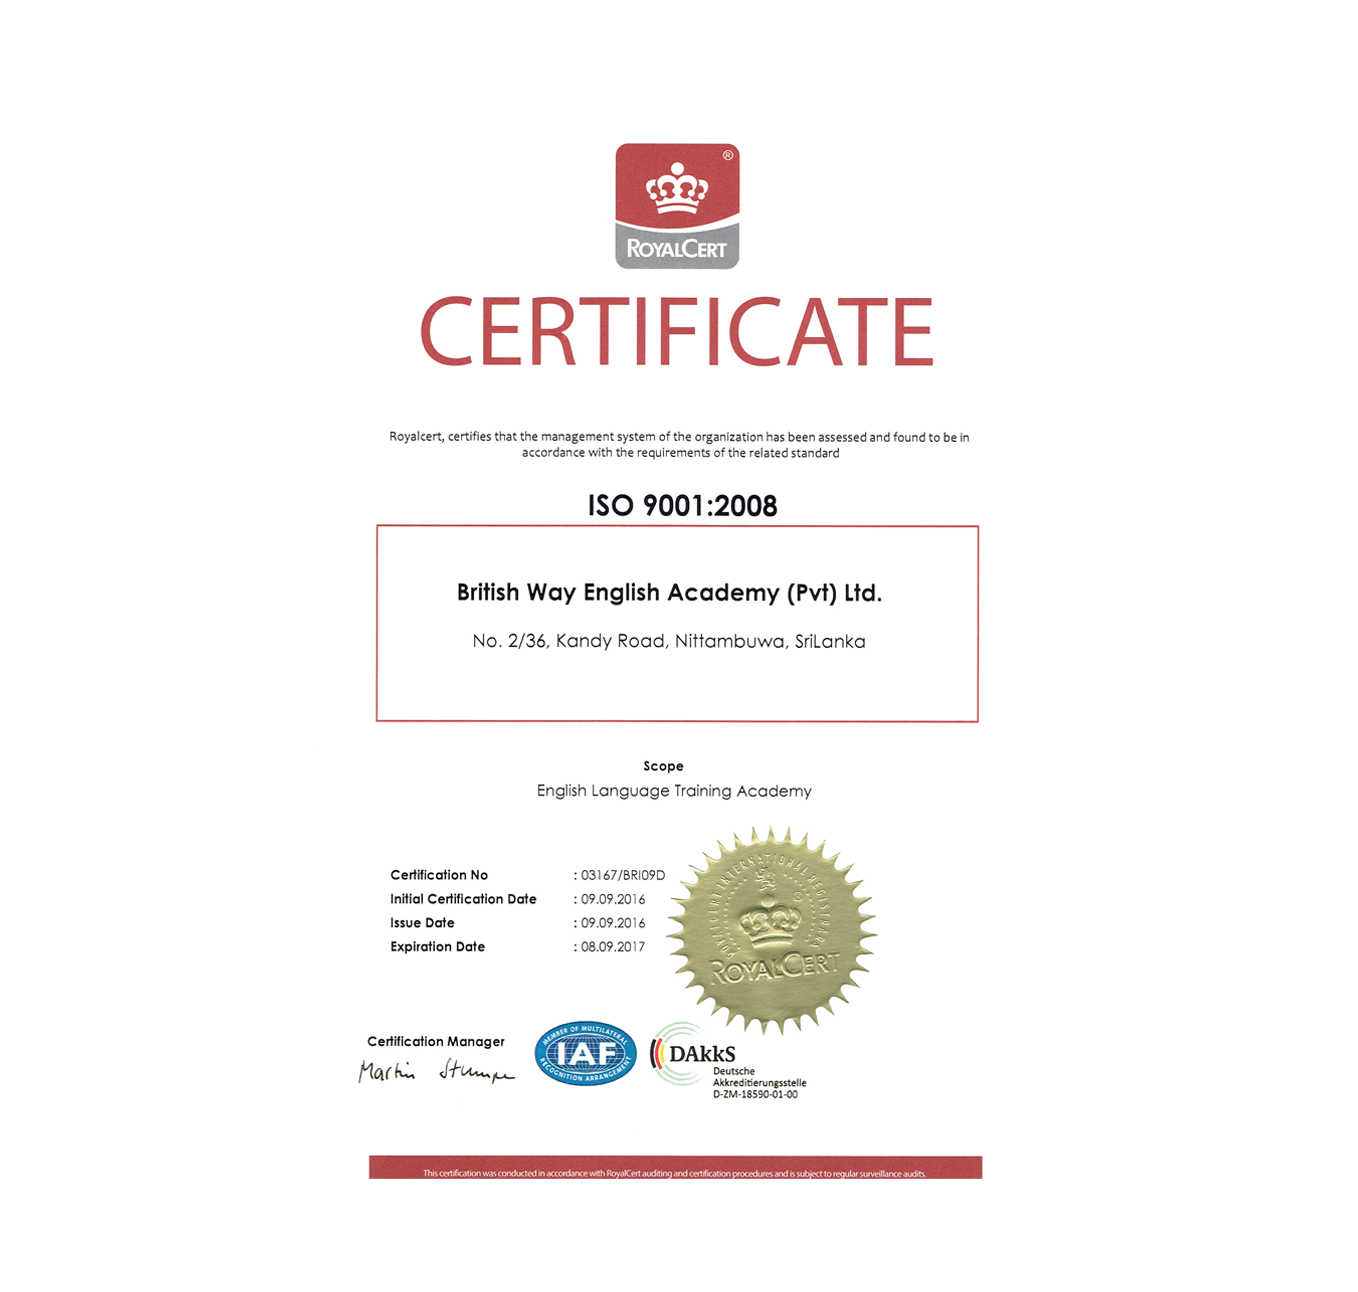 ®
ROYALCERT
CERTIFICATE
Royalcert, certifies that the management system of the organization has been assessed and found to be in
accordance with the requirements of the related standard
ISO 9001:2008
British Way English Academy (Pvt) Ltd.
No. 2/36, Kandy Road, Nittambuwa, SriLanka
Scope
English Language Training Academy
Certification No : 03167/BRI09D
Initial Certification Date : 09.09.2016
Issue Date : 09.09.2016
Expiration Date : 08.09.2017
ROYALCERT INTERNATIONAL REGISTRARS
ROYALCERT
Certification Manager
Martin Stumpe
MEMBER OF MULTILATERAL
IAF
RECOGNITION ARRANGEMENT
DAkkS
Deutsche
Akkreditierungsstelle
D-ZM-18590-01-00
This certification was conducted in accordance with RoyalCert auditing and certification procedures and is subject to regular surveillance audits.